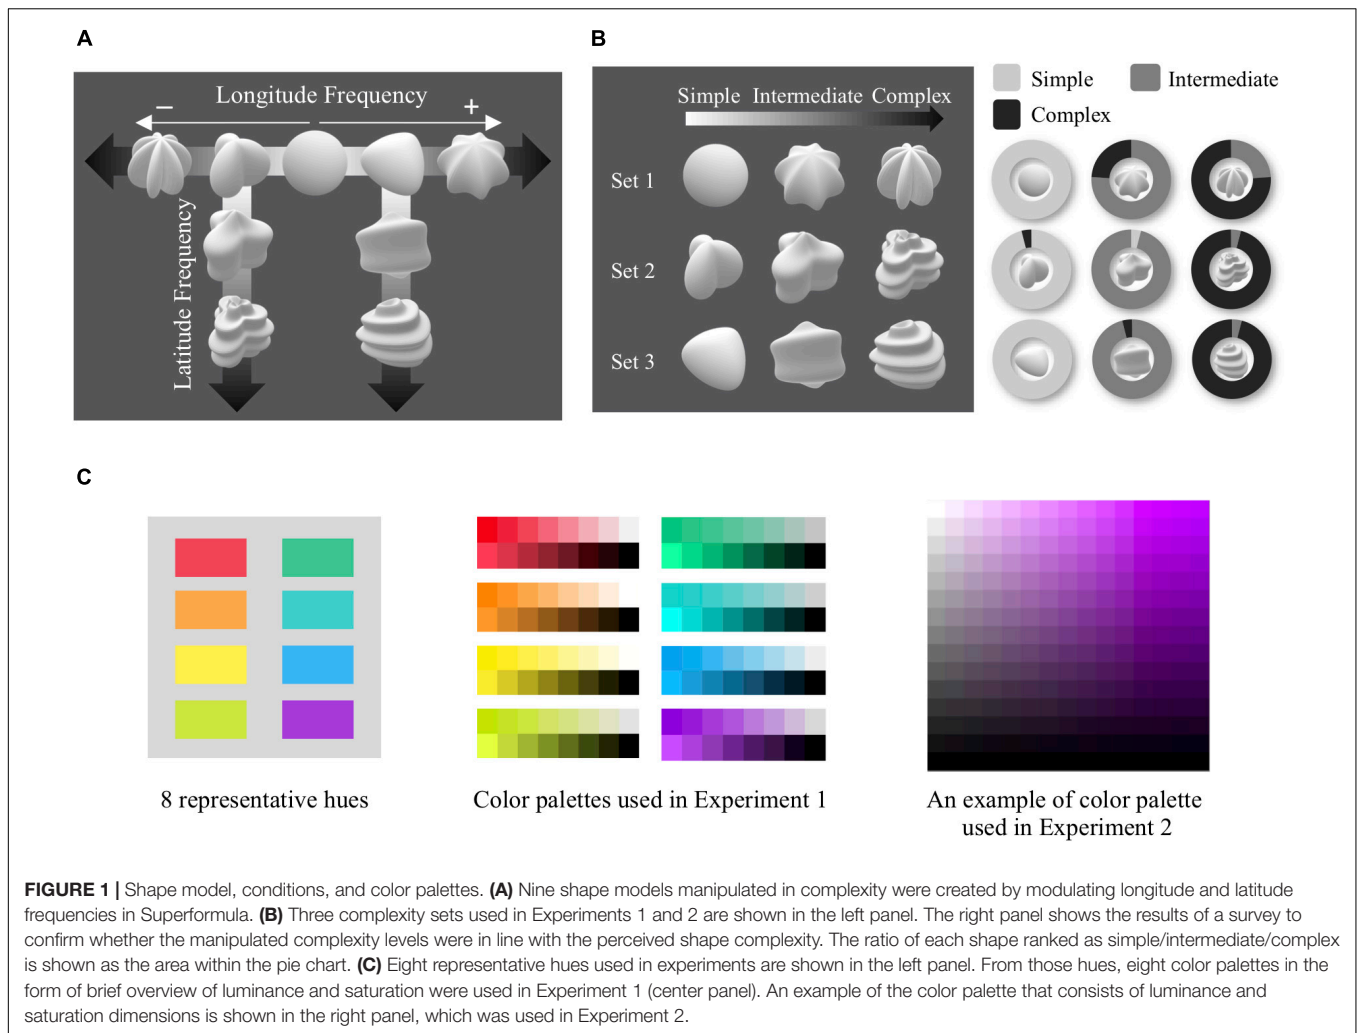 A
− Longitude Frequency +
Latitude Frequency
B
Simple Intermediate Complex
Set 1
Set 2
Set 3
Simple Intermediate
Complex
C
8 representative hues
Color palettes used in Experiment 1
An example of color palette
used in Experiment 2
FIGURE 1 | Shape model, conditions, and color palettes. (A) Nine shape models manipulated in complexity were created by modulating longitude and latitude
frequencies in Superformula. (B) Three complexity sets used in Experiments 1 and 2 are shown in the left panel. The right panel shows the results of a survey to
confirm whether the manipulated complexity levels were in line with the perceived shape complexity. The ratio of each shape ranked as simple/intermediate/complex
is shown as the area within the pie chart. (C) Eight representative hues used in experiments are shown in the left panel. From those hues, eight color palettes in the
form of brief overview of luminance and saturation were used in Experiment 1 (center panel). An example of the color palette that consists of luminance and
saturation dimensions is shown in the right panel, which was used in Experiment 2.